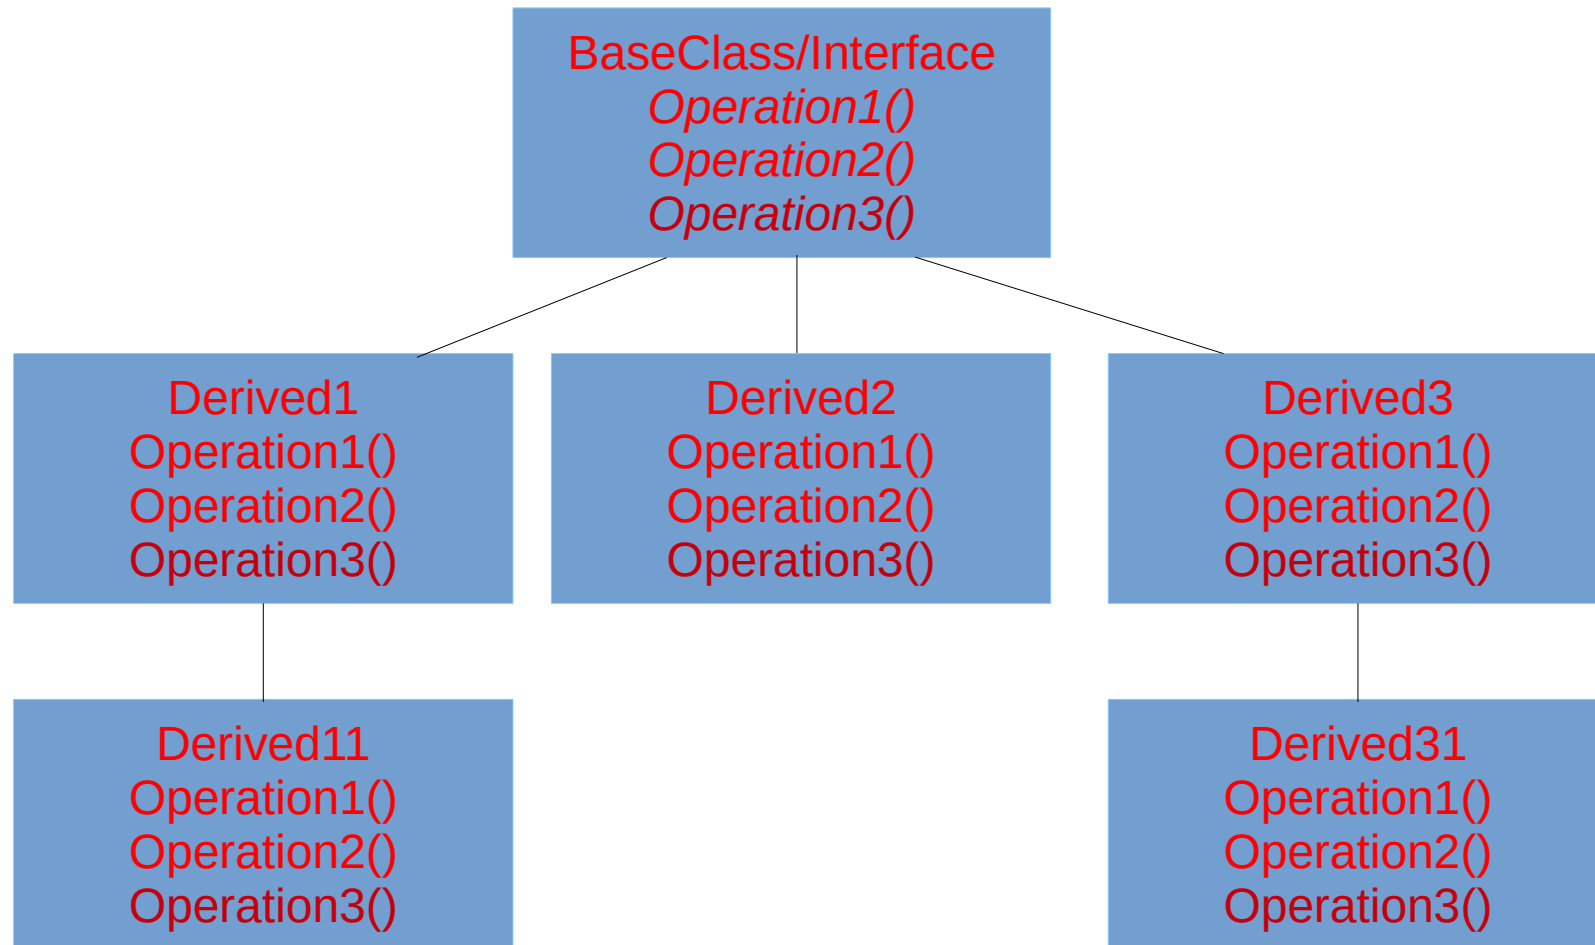 BaseClass/Interface
Operation1()
Operation2()
Operation3()
Derived1
Operation1()
Operation2()
Operation3()
Derived2
Operation1()
Operation2()
Operation3()
Derived3
Operation1()
Operation2()
Operation3()
Derived11
Operation1()
Operation2()
Operation3()
Derived31
Operation1()
Operation2()
Operation3()